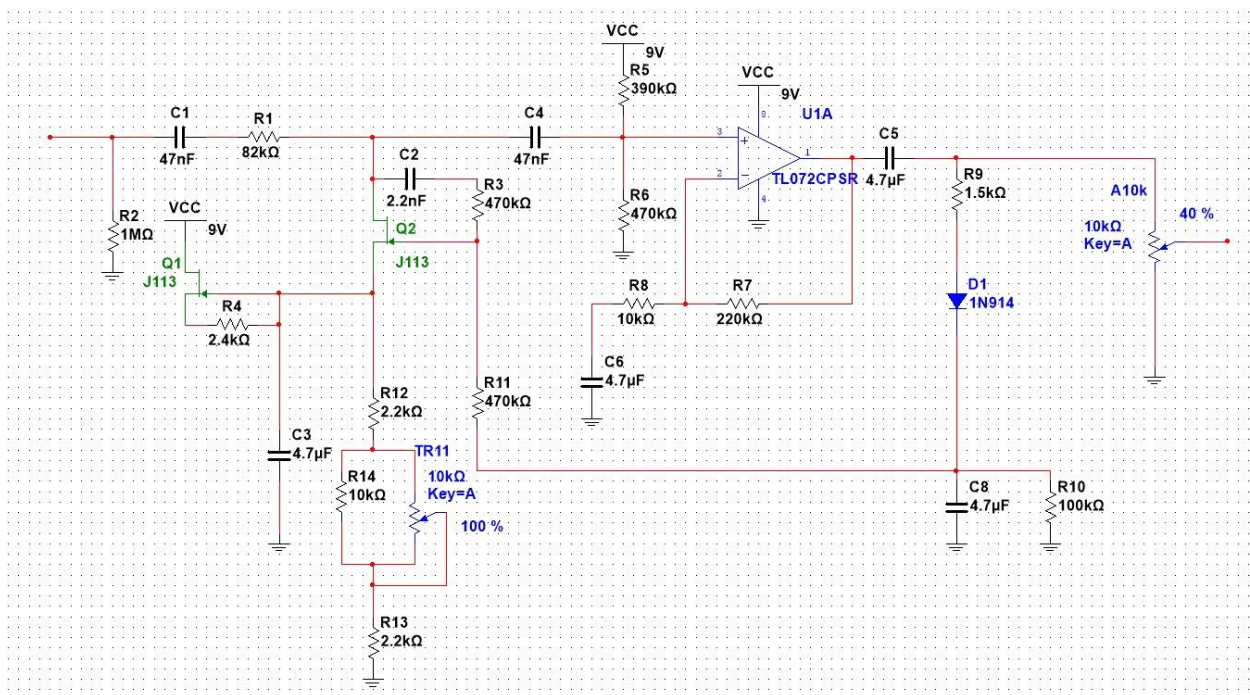 VCC
9V
R5
390kΩ
VCC
9V
8
U1A
C1
47nF
R1
82kΩ
C4
47nF
3
+
1
C5
4.7µF
2
−
TL072CPSR
4
C2
2.2nF
R3
470kΩ
R9
1.5kΩ
A10k
10kΩ
Key=A
40 %
R2
1MΩ
VCC
9V
Q1
J113
Q2
J113
R6
470kΩ
R4
2.4kΩ
R8
10kΩ
R7
220kΩ
D1
1N914
C6
4.7µF
R12
2.2kΩ
R11
470kΩ
C3
4.7µF
TR11
10kΩ
Key=A
100 %
R14
10kΩ
C8
4.7µF
R10
100kΩ
R13
2.2kΩ